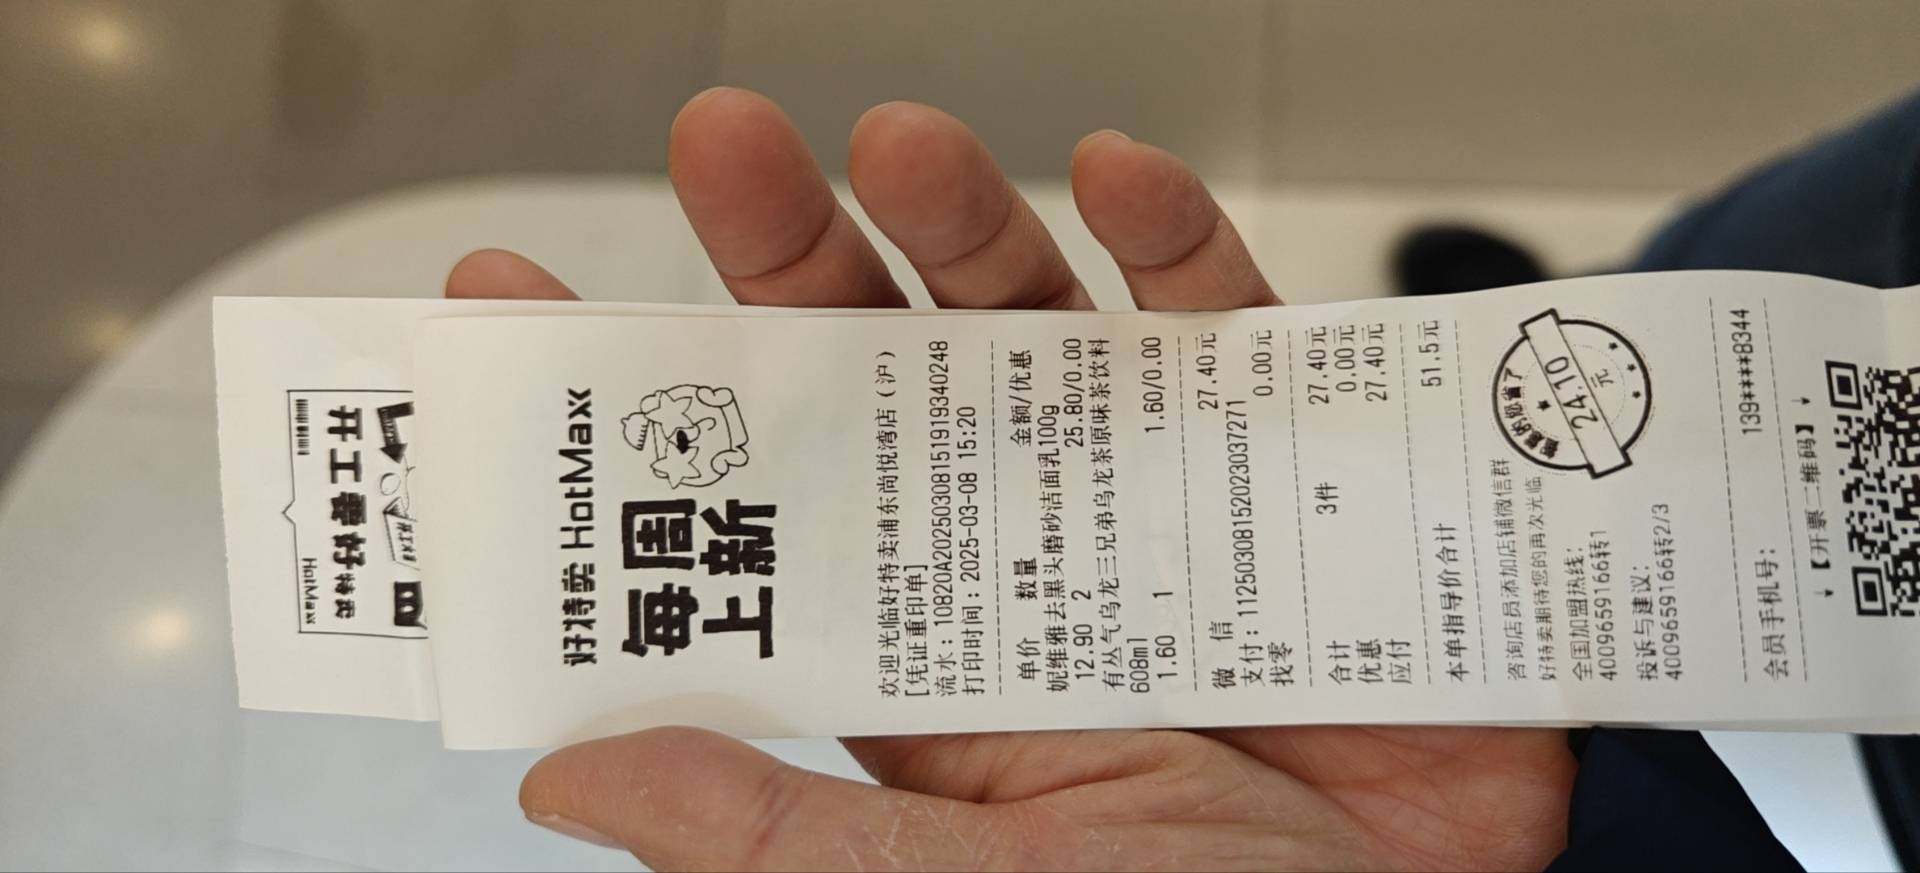 好特卖 HotMaxx
每周
上新
欢迎光临好特卖浦东尚悦湾店(沪)
[凭证重印单]
流水:10820A2025030815191934​0248
打印时间:2025-03-08 15:20
单价 数量 金额/优惠
妮维雅去黑头磨砂洁面乳100g
12.90 2 25.80/0.00
有丛气乌龙三兄弟乌龙茶原味茶饮料
608ml
1.60 1 1.60/0.00
微 信 27.40元
支付:112503081520230372​71
找零 0.00元
合计 3件 27.40元
优惠 0.00元
应付 27.40元
本单指导价合计 51.5元
咨询店员添加店铺微信群
好特卖期待您的再次光临
全国加盟热线:
4009659166转1
投诉与建议:
4009659166转2/3
省了
24.10
元
会员手机号: 139****8344
↓ 【开票二维码】 ↓
HotMaxx